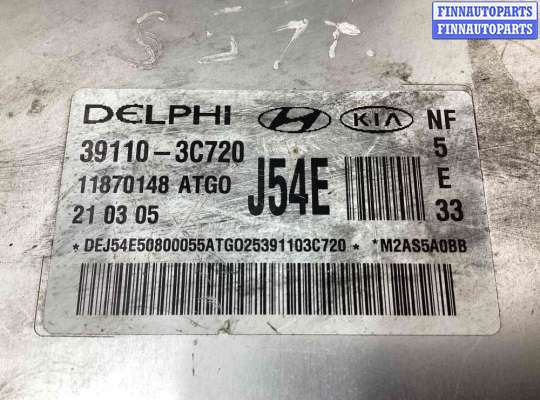 FINNAUTOPARTS
FINNAUTOPARTS
DELPHI KIA NF
39110-3C720 5
11870148 ATGO J54E E
21 03 05 33
*DEJ54E50800055ATGO25391103C720* *M2AS5A0BB